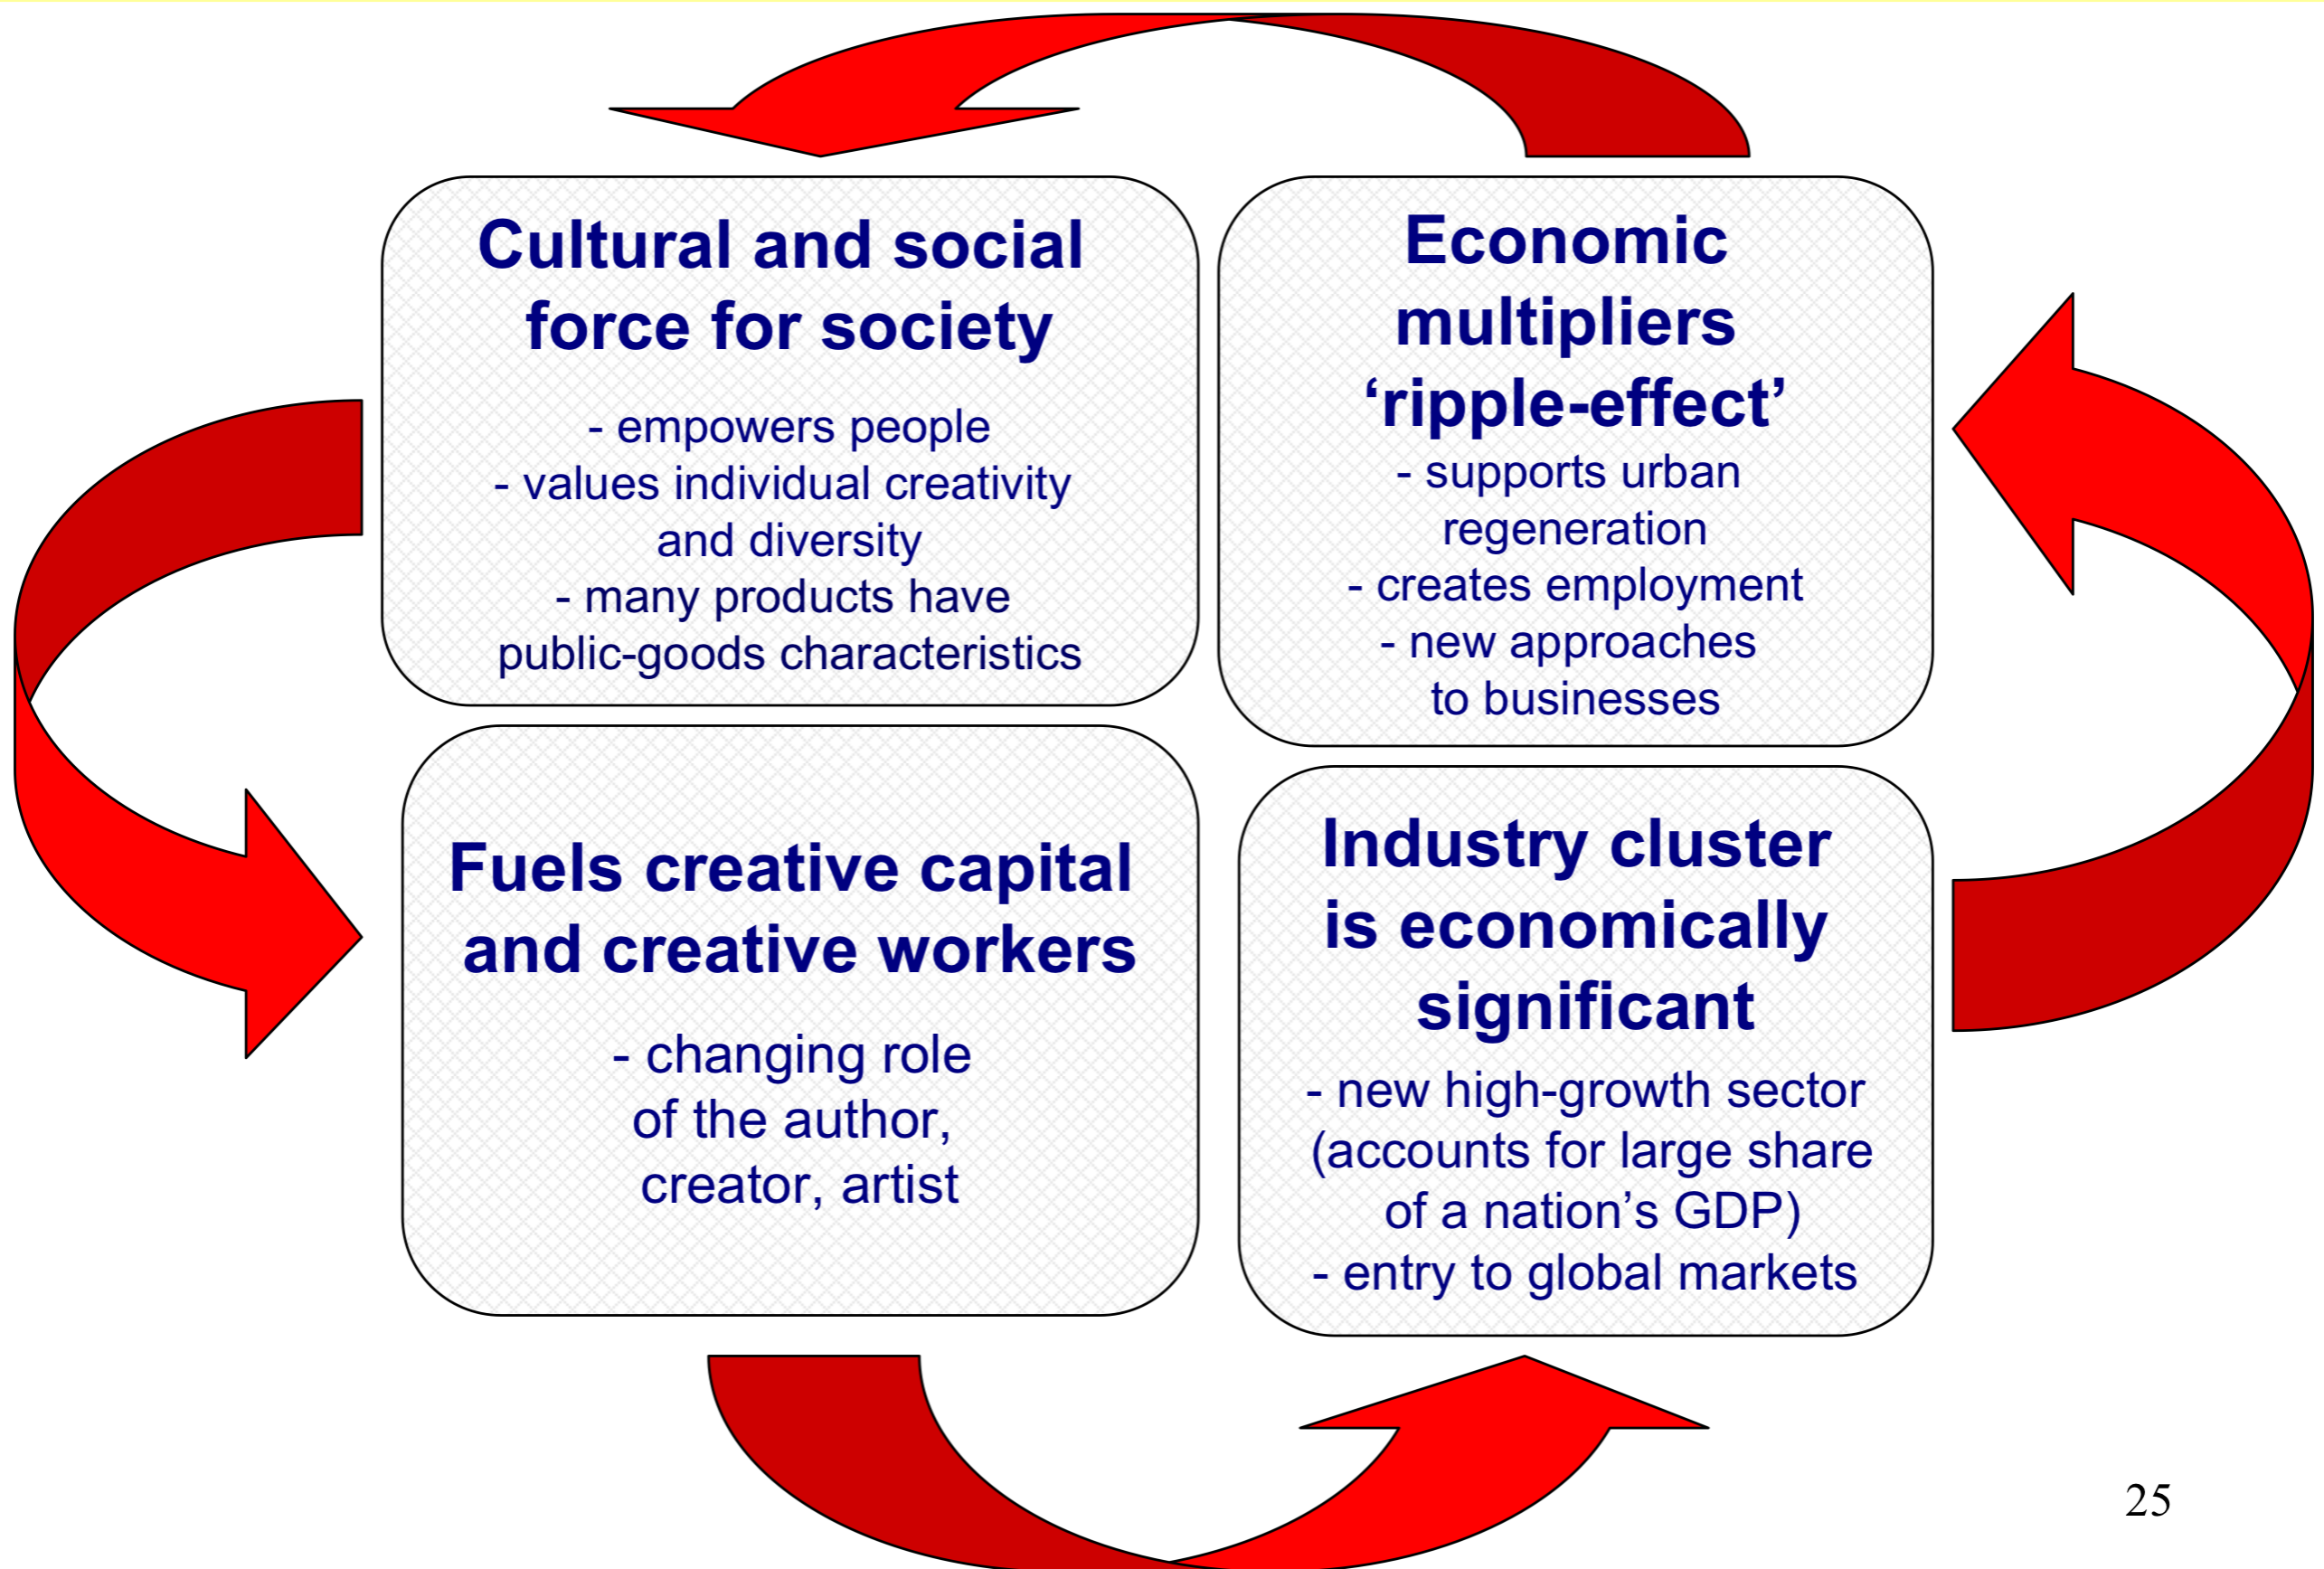 Cultural and social
force for society
- empowers people
- values individual creativity
and diversity
- many products have
public-goods characteristics
Economic
multipliers
‘ripple-effect’
- supports urban
regeneration
- creates employment
- new approaches
to businesses
Fuels creative capital
and creative workers
- changing role
of the author,
creator, artist
Industry cluster
is economically
significant
- new high-growth sector
(accounts for large share
of a nation’s GDP)
- entry to global markets
25